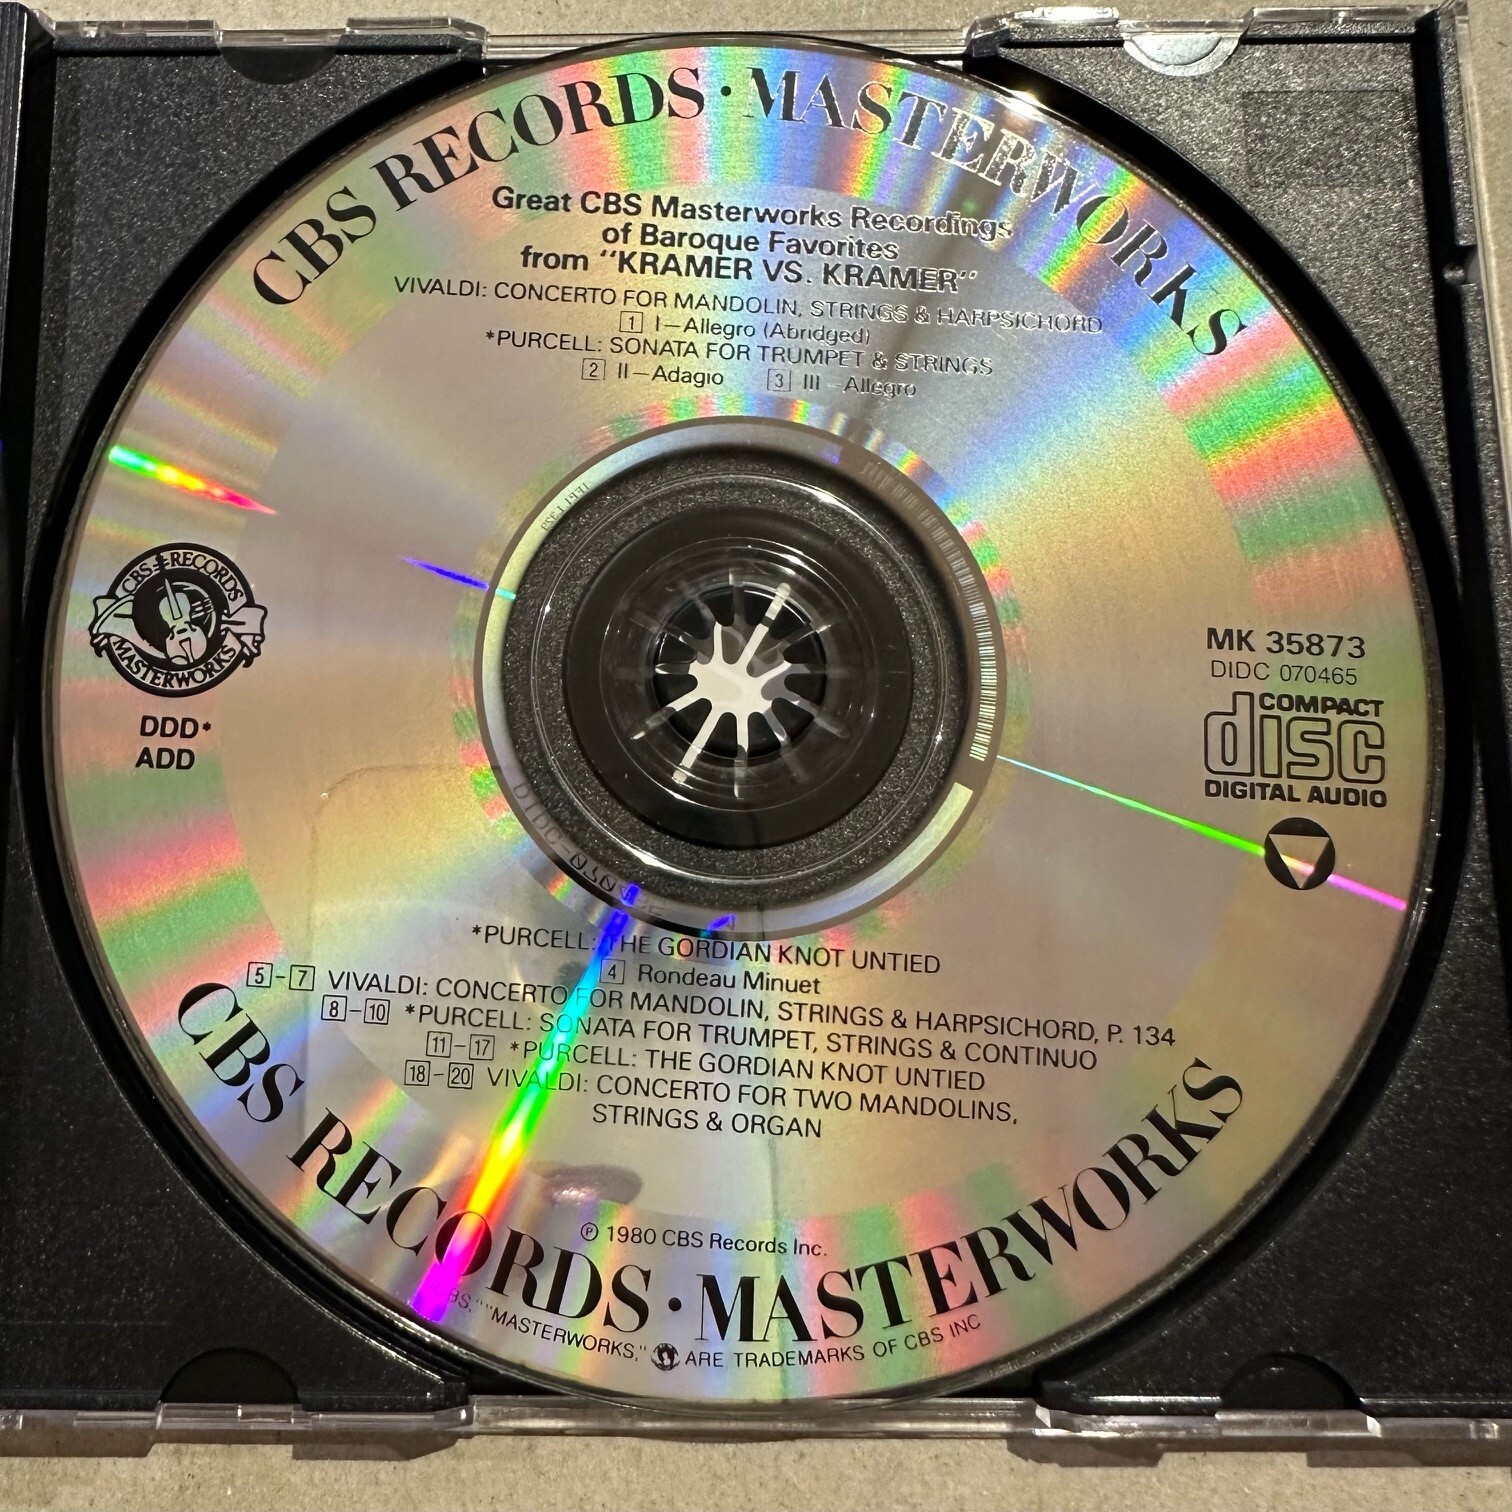 CBS RECORDS · MASTERWORKS
Great CBS Masterworks Recordings
of Baroque Favorites
from "KRAMER VS. KRAMER"
VIVALDI: CONCERTO FOR MANDOLIN, STRINGS & HARPSICHORD
1 I—Allegro (Abridged)
*PURCELL: SONATA FOR TRUMPET & STRINGS
2 II—Adagio 3 III—Allegro
CBS RECORDS
MASTERWORKS
DDD*
ADD
MK 35873
DIDC 070465
COMPACT
disc
DIGITAL AUDIO
*PURCELL: THE GORDIAN KNOT UNTIED
4 Rondeau Minuet
5-7 VIVALDI: CONCERTO FOR MANDOLIN, STRINGS & HARPSICHORD, P. 134
8-10 *PURCELL: SONATA FOR TRUMPET, STRINGS & CONTINUO
11-17 *PURCELL: THE GORDIAN KNOT UNTIED
18-20 VIVALDI: CONCERTO FOR TWO MANDOLINS,
STRINGS & ORGAN
℗ 1980 CBS Records Inc.
CBS RECORDS · MASTERWORKS
"MASTERWORKS," ARE TRADEMARKS OF CBS INC